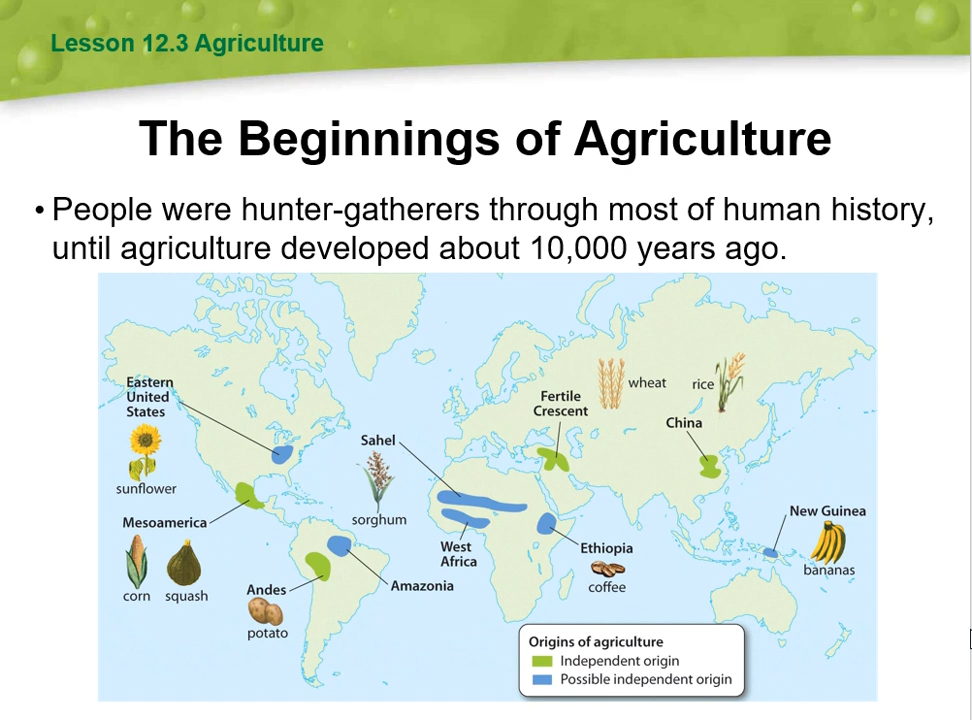 Lesson 12.3 Agriculture
The Beginnings of Agriculture
• People were hunter-gatherers through most of human history,
until agriculture developed about 10,000 years ago.
Eastern
United
States
sunflower
Mesoamerica
corn
squash
Andes
potato
Amazonia
Sahel
sorghum
West
Africa
Fertile
Crescent
wheat
rice
China
Ethiopia
coffee
New Guinea
bananas
Origins of agriculture
Independent origin
Possible independent origin